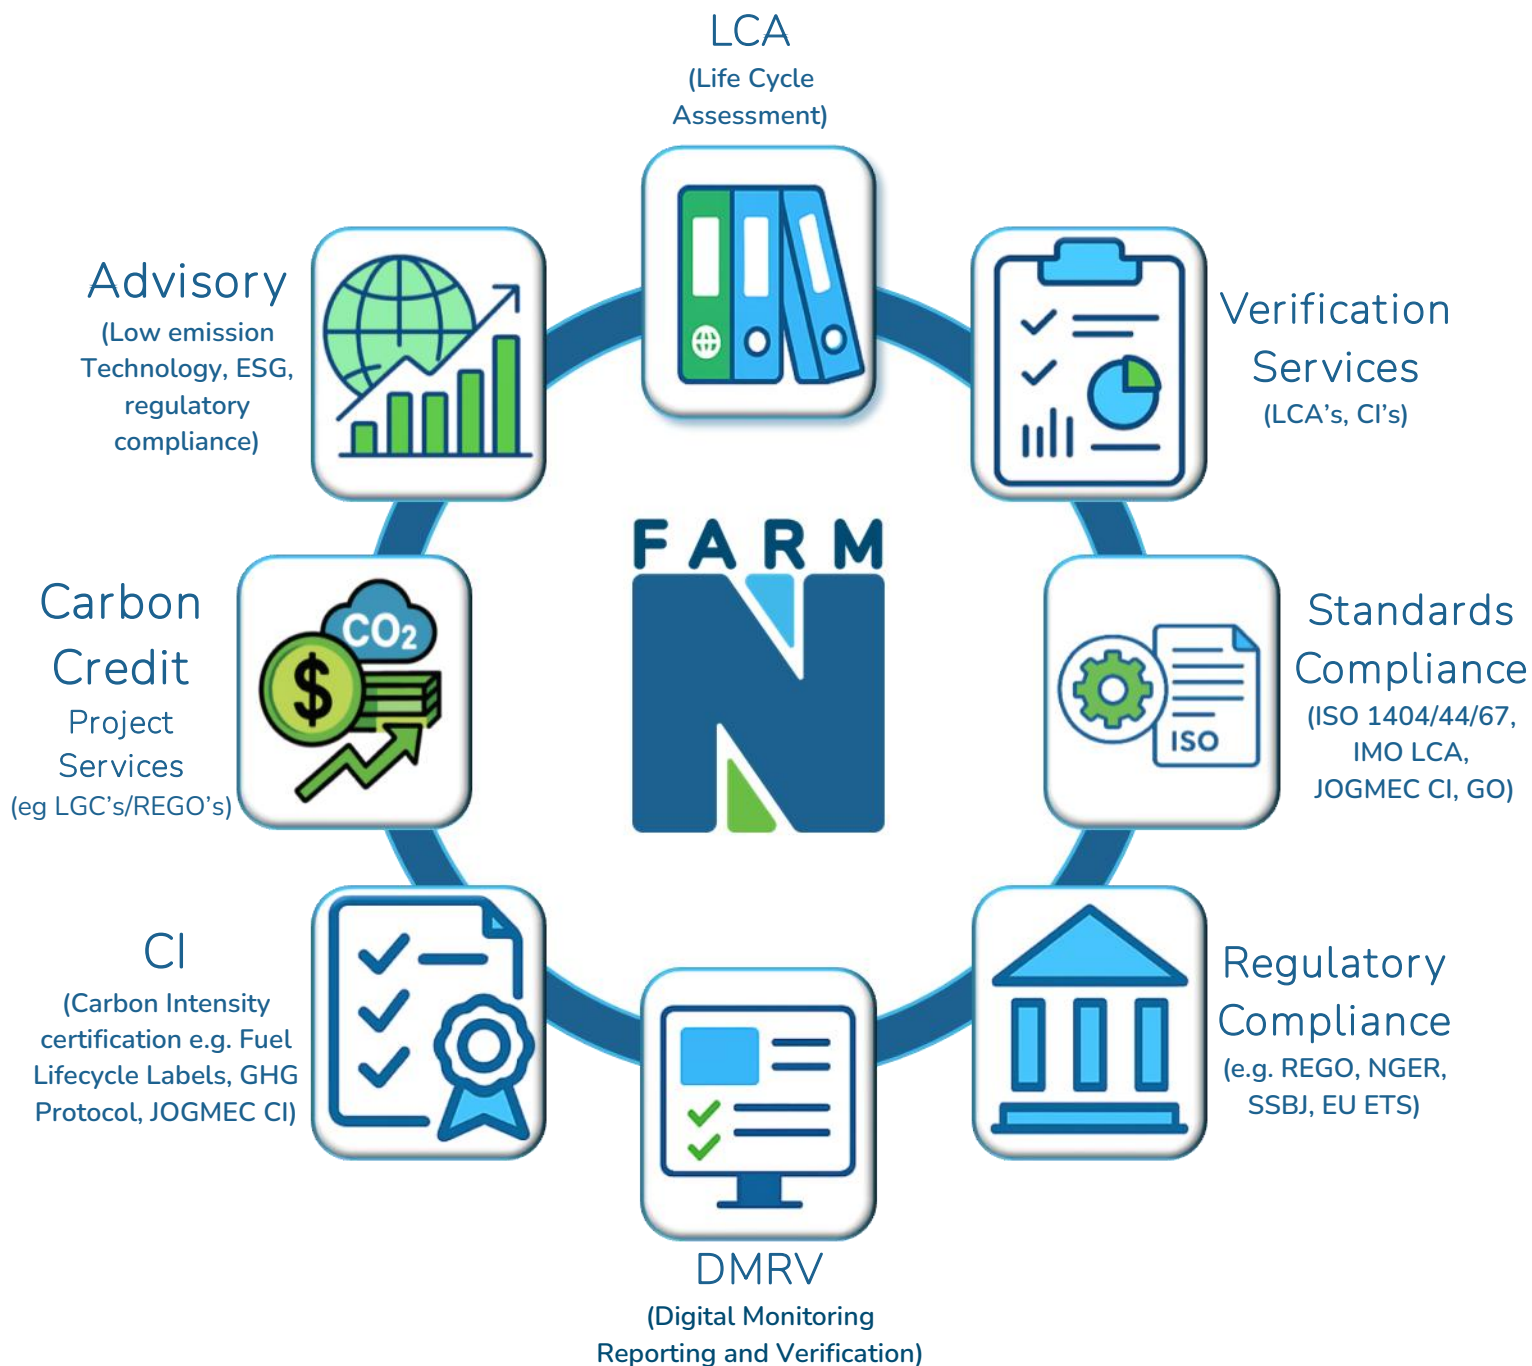 LCA
(Life Cycle
Assessment)
Advisory
(Low emission
Technology, ESG,
regulatory
compliance)
Verification
Services
(LCA's, CI's)
FARM
N
Carbon
Credit
Project
Services
(eg LGC's/REGO's)
CO2
$
Standards
Compliance
(ISO 1404/44/67,
IMO LCA,
JOGMEC CI, GO)
ISO
CI
(Carbon Intensity
certification e.g. Fuel
Lifecycle Labels, GHG
Protocol, JOGMEC CI)
Regulatory
Compliance
(e.g. REGO, NGER,
SSBJ, EU ETS)
DMRV
(Digital Monitoring
Reporting and Verification)